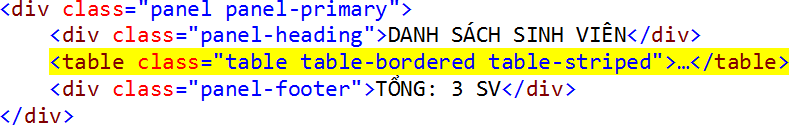 <div class="panel panel-primary">
<div class="panel-heading">DANH SÁCH SINH VIÊN</div>
<table class="table table-bordered table-striped">…</table>
<div class="panel-footer">TỔNG: 3 SV</div>
</div>